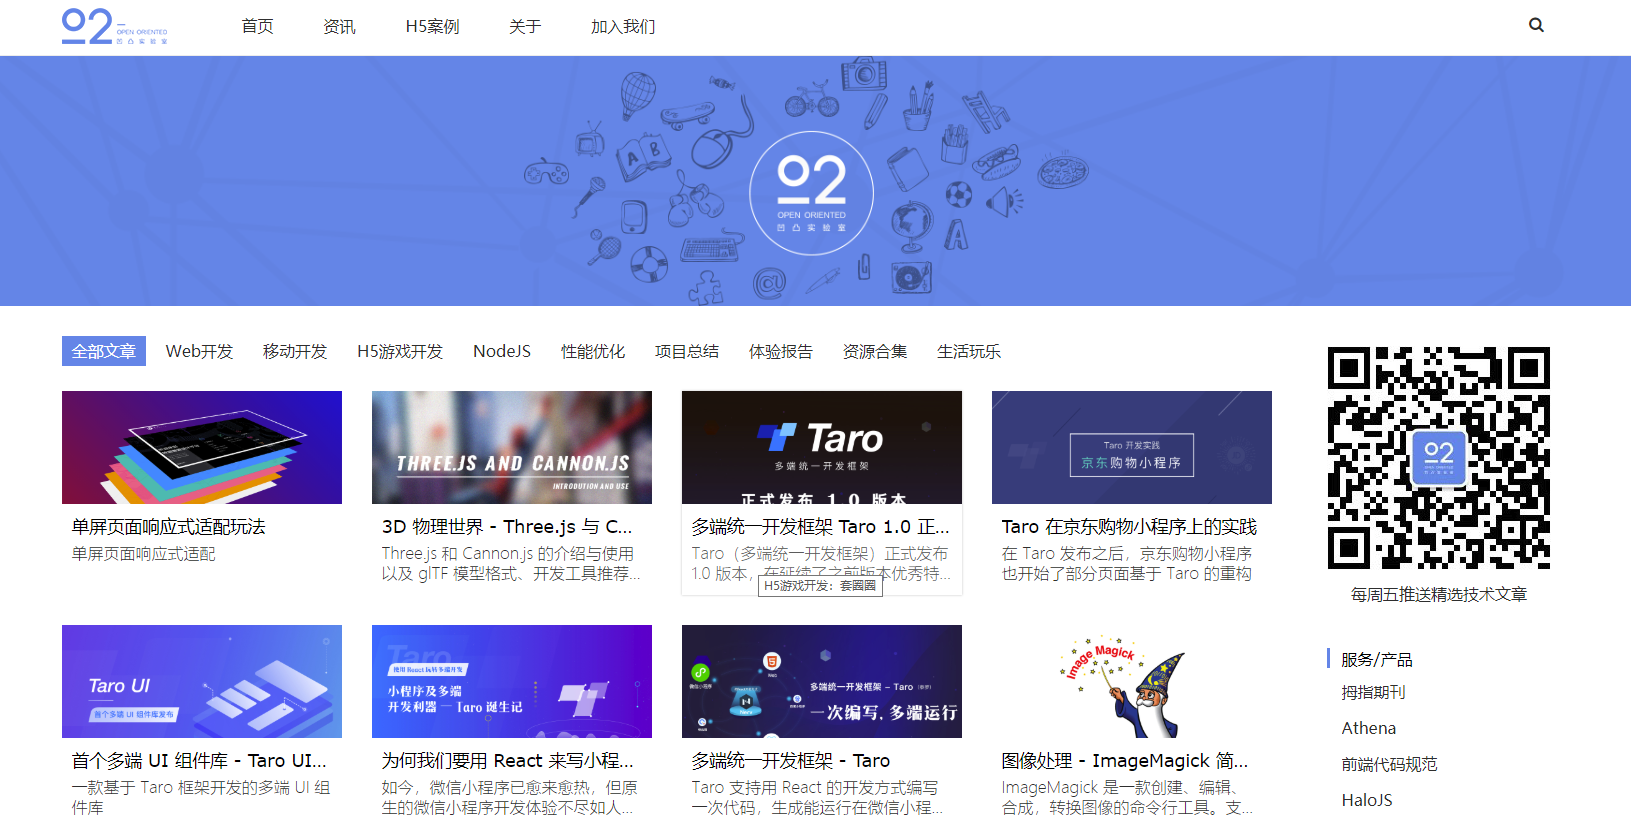 02
OPEN ORIENTED
凹凸实验室
首页 资讯 H5案例 关于 加入我们
A B
02
OPEN ORIENTED
凹凸实验室
A
@
全部文章 Web开发 移动开发 H5游戏开发 NodeJS 性能优化 项目总结 体验报告 资源合集 生活玩乐
THREE.JS AND CANNON.JS
INTRODUTION AND USE
Taro
多端统一开发框架
正式发布 1.0 版本
Taro 开发实践
京东购物小程序
单屏页面响应式适配玩法
单屏页面响应式适配
3D 物理世界 - Three.js 与 C...
Three.js 和 Cannon.js 的介绍与使用
以及 glTF 模型格式、开发工具推荐...
多端统一开发框架 Taro 1.0 正...
Taro（多端统一开发框架）正式发布
1.0 版本，在延续了之前版本优秀特...
H5游戏开发：套圈圈
Taro 在京东购物小程序上的实践
在 Taro 发布之后，京东购物小程序
也开始了部分页面基于 Taro 的重构
Taro UI
首个多端 UI 组件库发布
Taro
使用 React 玩转多端开发
小程序及多端
开发利器 — Taro 诞生记
微信小程序
多端统一开发框架 - Taro
一次编写，多端运行
Image Magick
首个多端 UI 组件库 - Taro UI...
一款基于 Taro 框架开发的多端 UI 组
件库
为何我们要用 React 来写小程...
如今，微信小程序已愈来愈热，但原
生的微信小程序开发体验不尽如人...
多端统一开发框架 - Taro
Taro 支持用 React 的开发方式编写
一次代码，生成能运行在微信小程...
图像处理 - ImageMagick 简...
ImageMagick 是一款创建、编辑、
合成，转换图像的命令行工具。支...
02
每周五推送精选技术文章
服务/产品
拇指期刊
Athena
前端代码规范
HaloJS